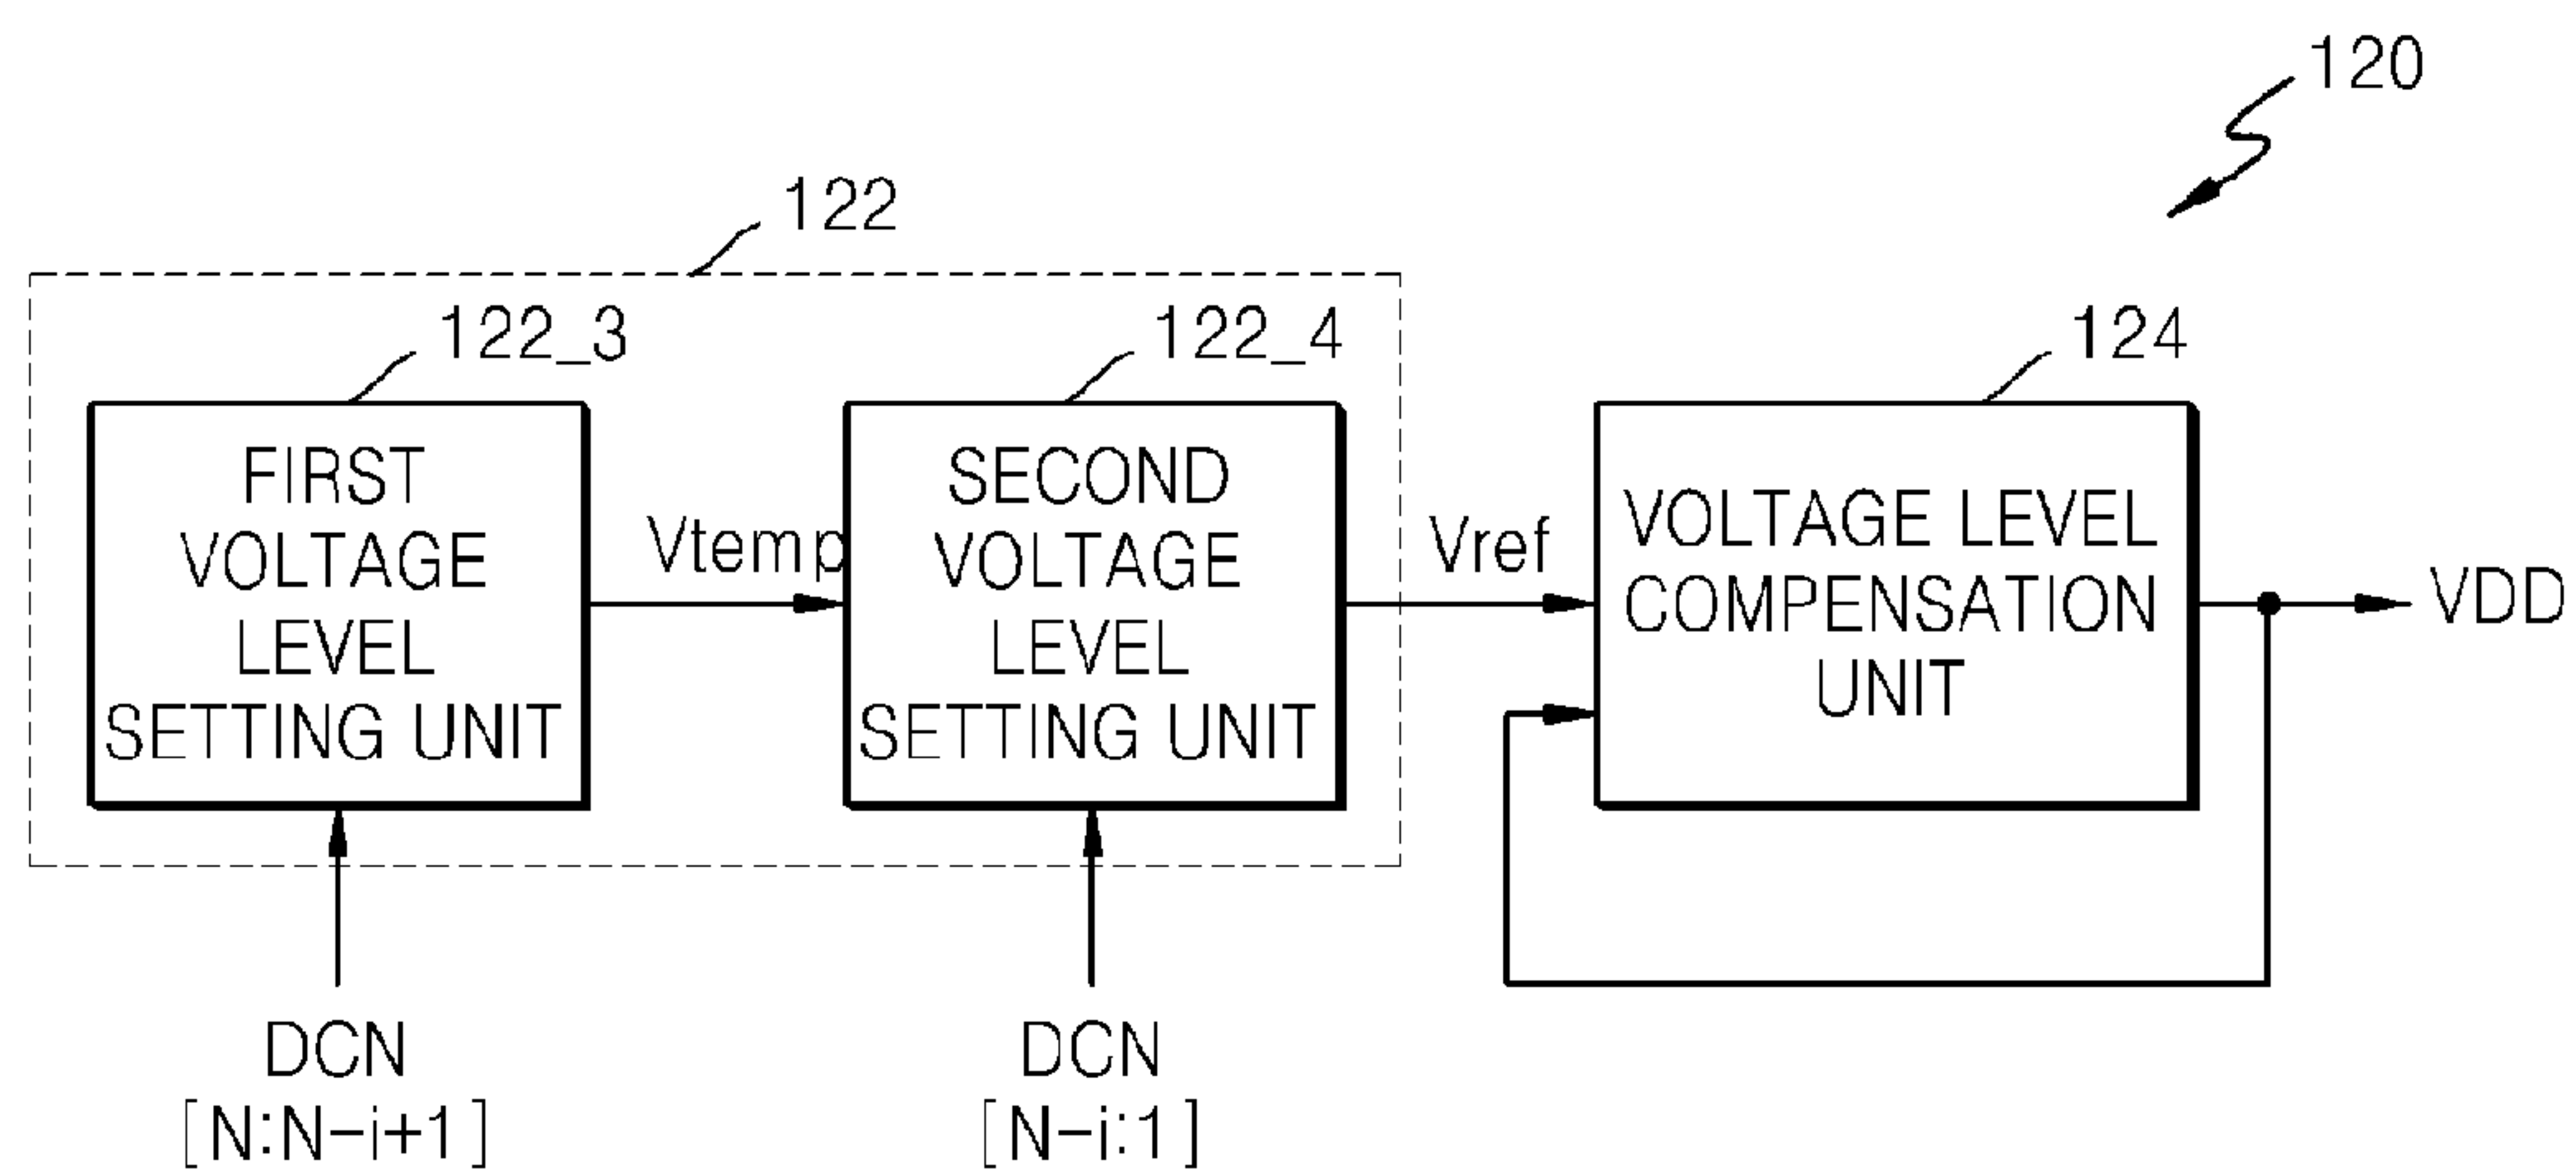 120
122
122_3
122_4
124
FIRST
VOLTAGE
LEVEL
SETTING UNIT
Vtemp
SECOND
VOLTAGE
LEVEL
SETTING UNIT
Vref
VOLTAGE LEVEL
COMPENSATION
UNIT
VDD
DCN
[N:N-i+1]
DCN
[N-i:1]